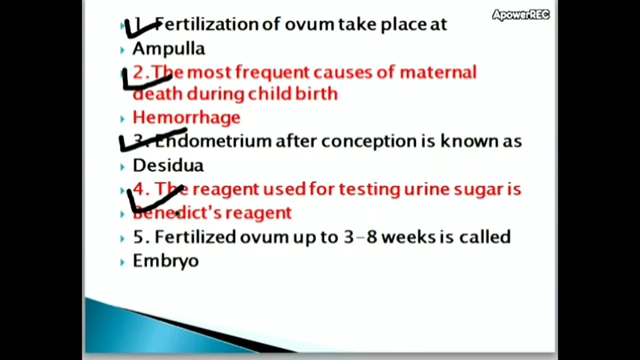 ApowerREC
1. Fertilization of ovum take place at
Ampulla
2.The most frequent causes of maternal
death during child birth
Hemorrhage
3. Endometrium after conception is known as
Desidua
4. The reagent used for testing urine sugar is
Benedict's reagent
5. Fertilized ovum up to 3-8 weeks is called
Embryo